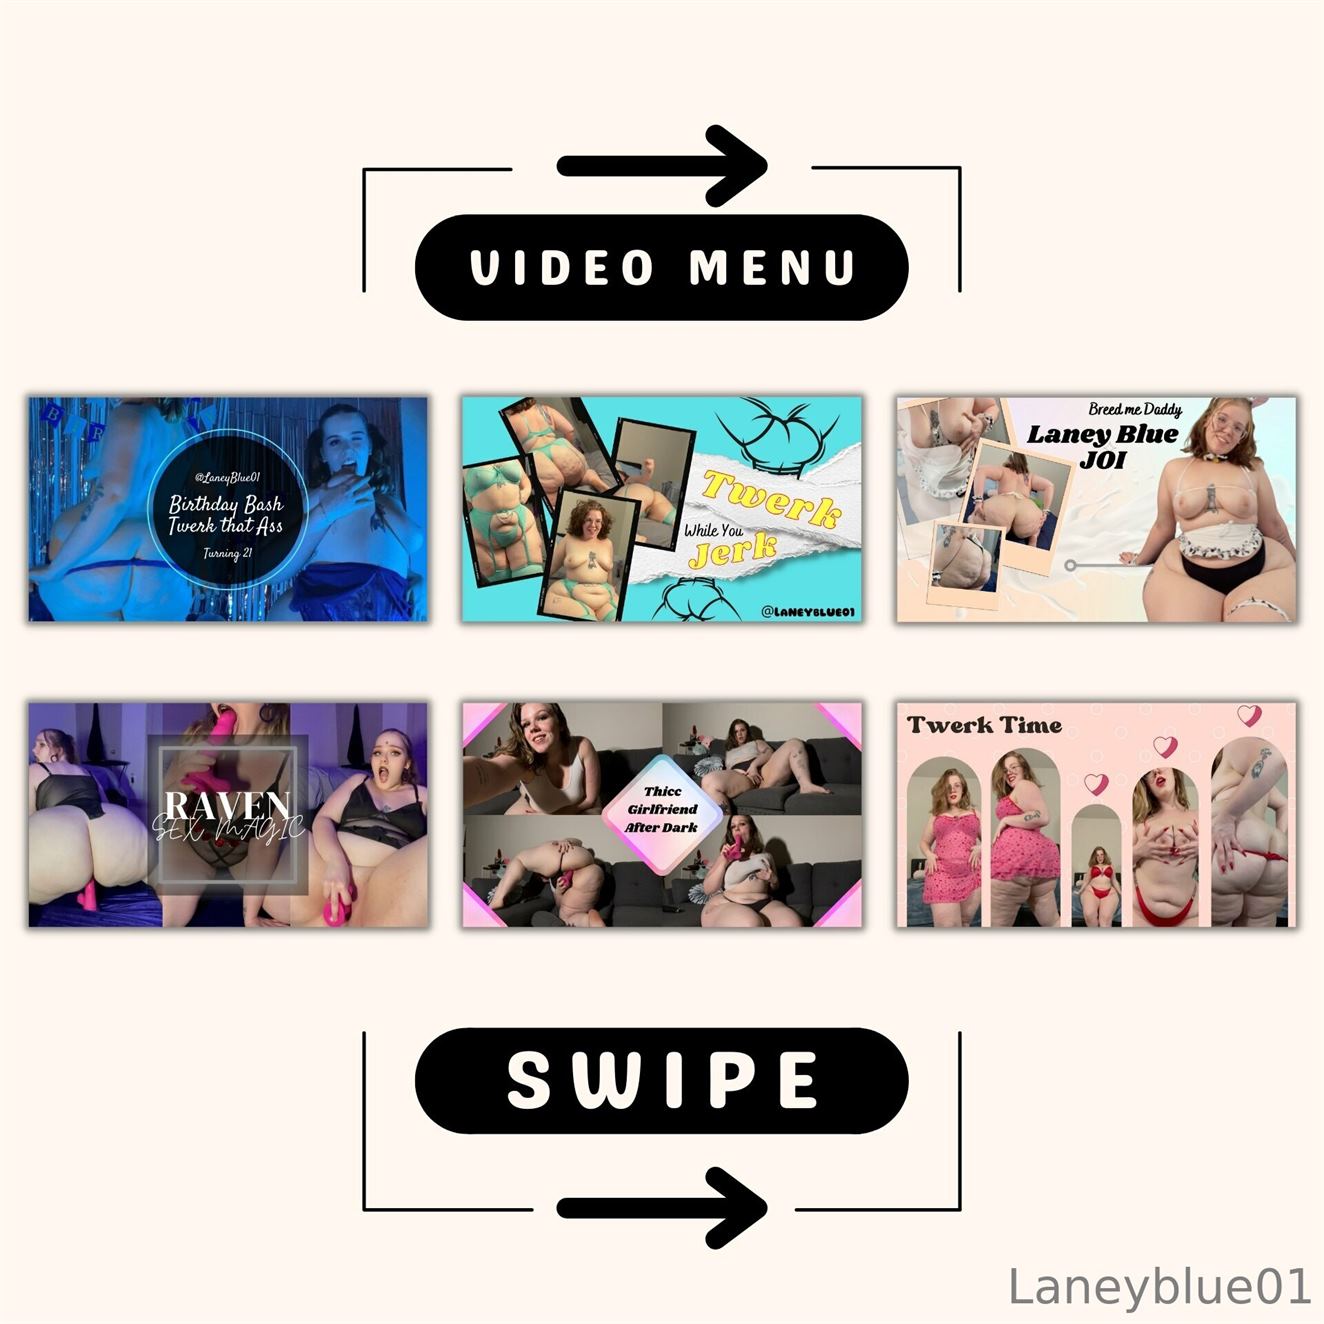 VIDEO MENU
@LaneyBlue01
Birthday Bash
Twerk that Ass
Turning 21
Twerk
While You
Jerk
@LANEYBLUE01
Breed me Daddy
Laney Blue
JOI
RAVEN
SEX MAGIC
Thicc
Girlfriend
After Dark
Twerk Time
SWIPE
Laneyblue01